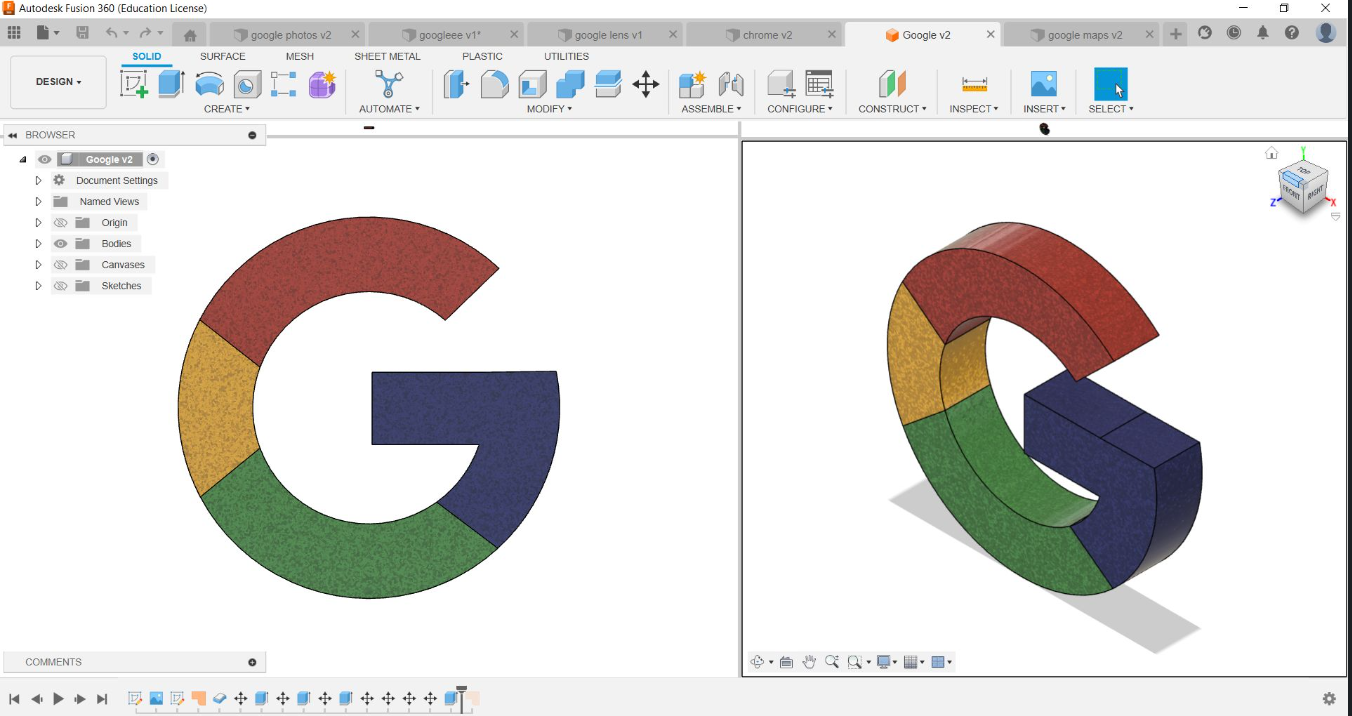 Autodesk Fusion 360 (Education License)
google photos v2
googleee v1*
google lens v1
chrome v2
Google v2
google maps v2
SOLID
SURFACE
MESH
SHEET METAL
PLASTIC
UTILITIES
DESIGN
CREATE
AUTOMATE
MODIFY
ASSEMBLE
CONFIGURE
CONSTRUCT
INSPECT
INSERT
SELECT
BROWSER
Google v2
Document Settings
Named Views
Origin
Bodies
Canvases
Sketches
Y
TOP
FRONT
RIGHT
Z
X
COMMENTS